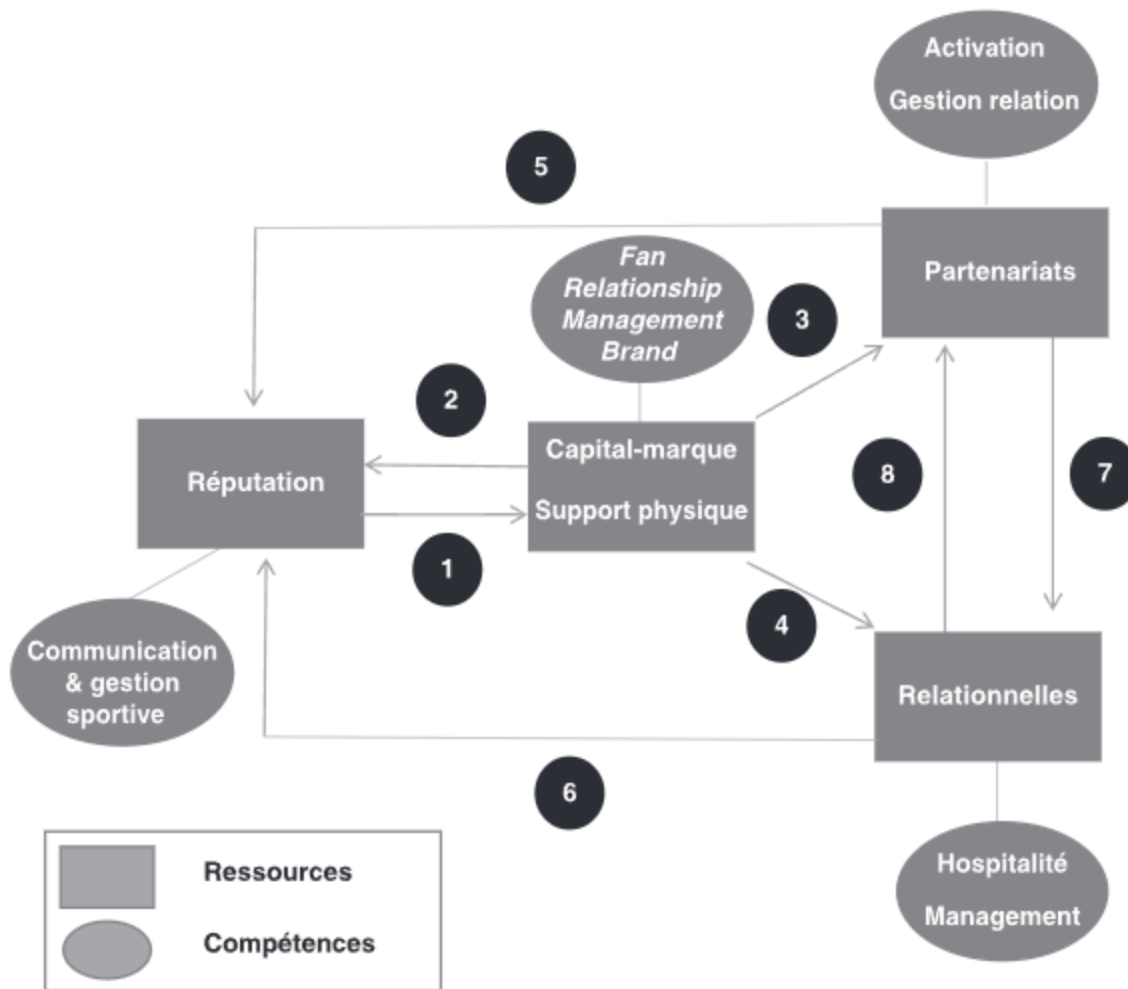 Activation
Gestion relation
5
Partenariats
Fan
Relationship
Management
Brand
3
2
Capital-marque
Support physique
Réputation
8
7
1
4
Communication
& gestion
sportive
Relationnelles
6
Hospitalité
Management
Ressources
Compétences